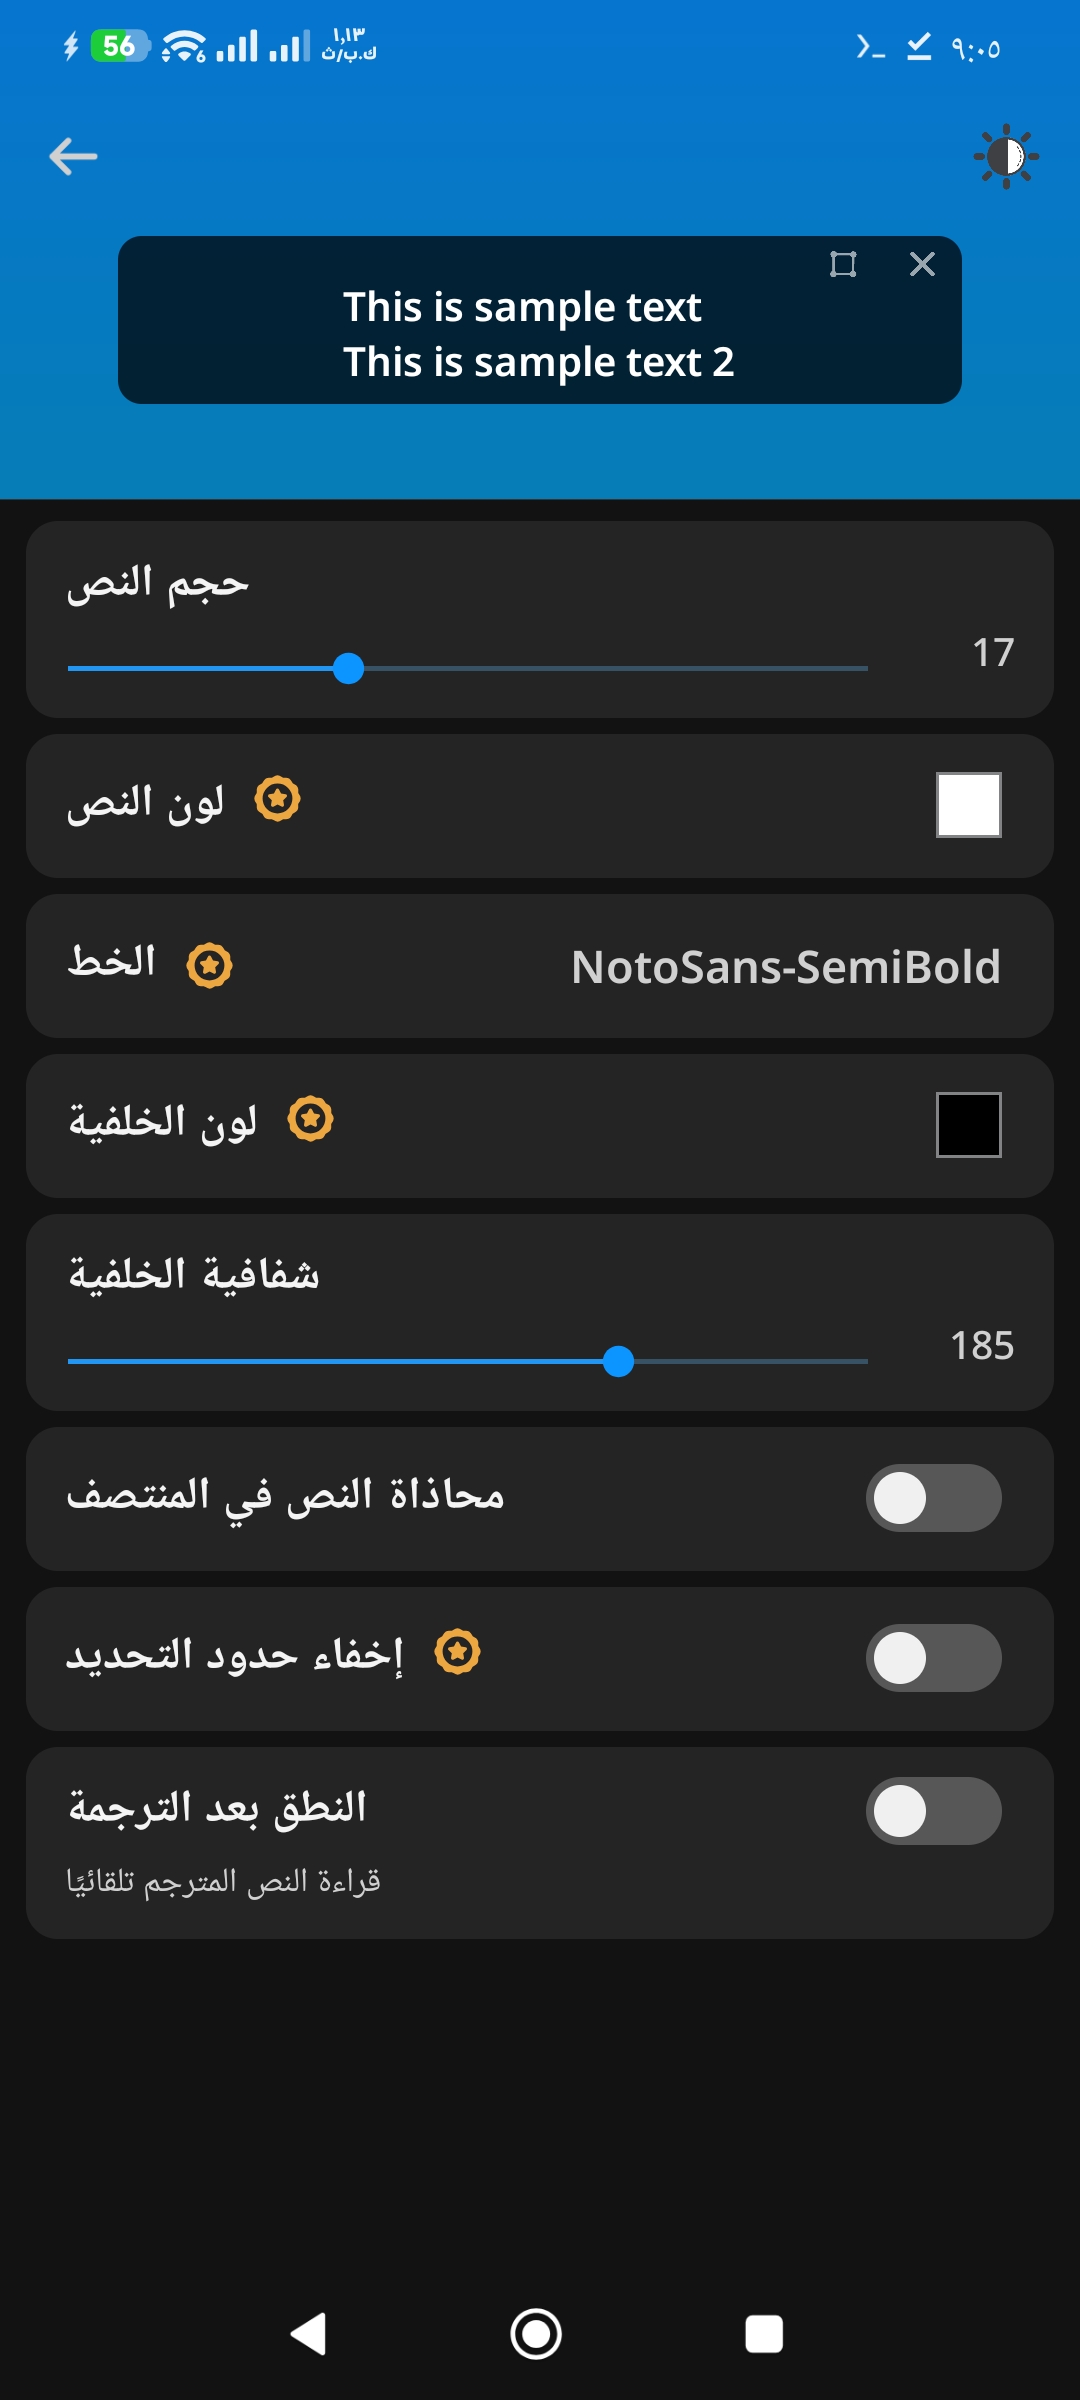 56
6
١,١٣
ك.ب/ث
٩:٠٥
This is sample text
This is sample text 2
حجم النص
17
لون النص
الخط
NotoSans-SemiBold
لون الخلفية
شفافية الخلفية
185
محاذاة النص في المنتصف
إخفاء حدود التحديد
النطق بعد الترجمة
قراءة النص المترجم تلقائيًا